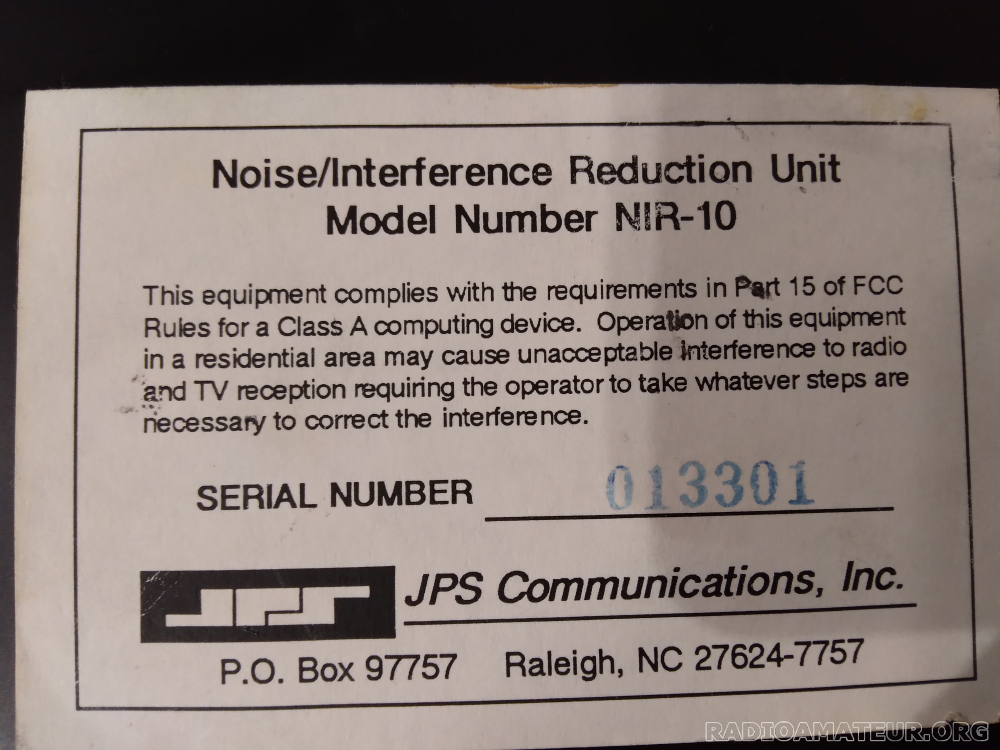 Noise/Interference Reduction Unit
Model Number NIR-10
This equipment complies with the requirements in Part 15 of FCC
Rules for a Class A computing device. Operation of this equipment
in a residential area may cause unacceptable interference to radio
and TV reception requiring the operator to take whatever steps are
necessary to correct the interference.
SERIAL NUMBER 013301
JPS JPS Communications, Inc.
P.O. Box 97757 Raleigh, NC 27624-7757
RADIOAMATEUR.ORG